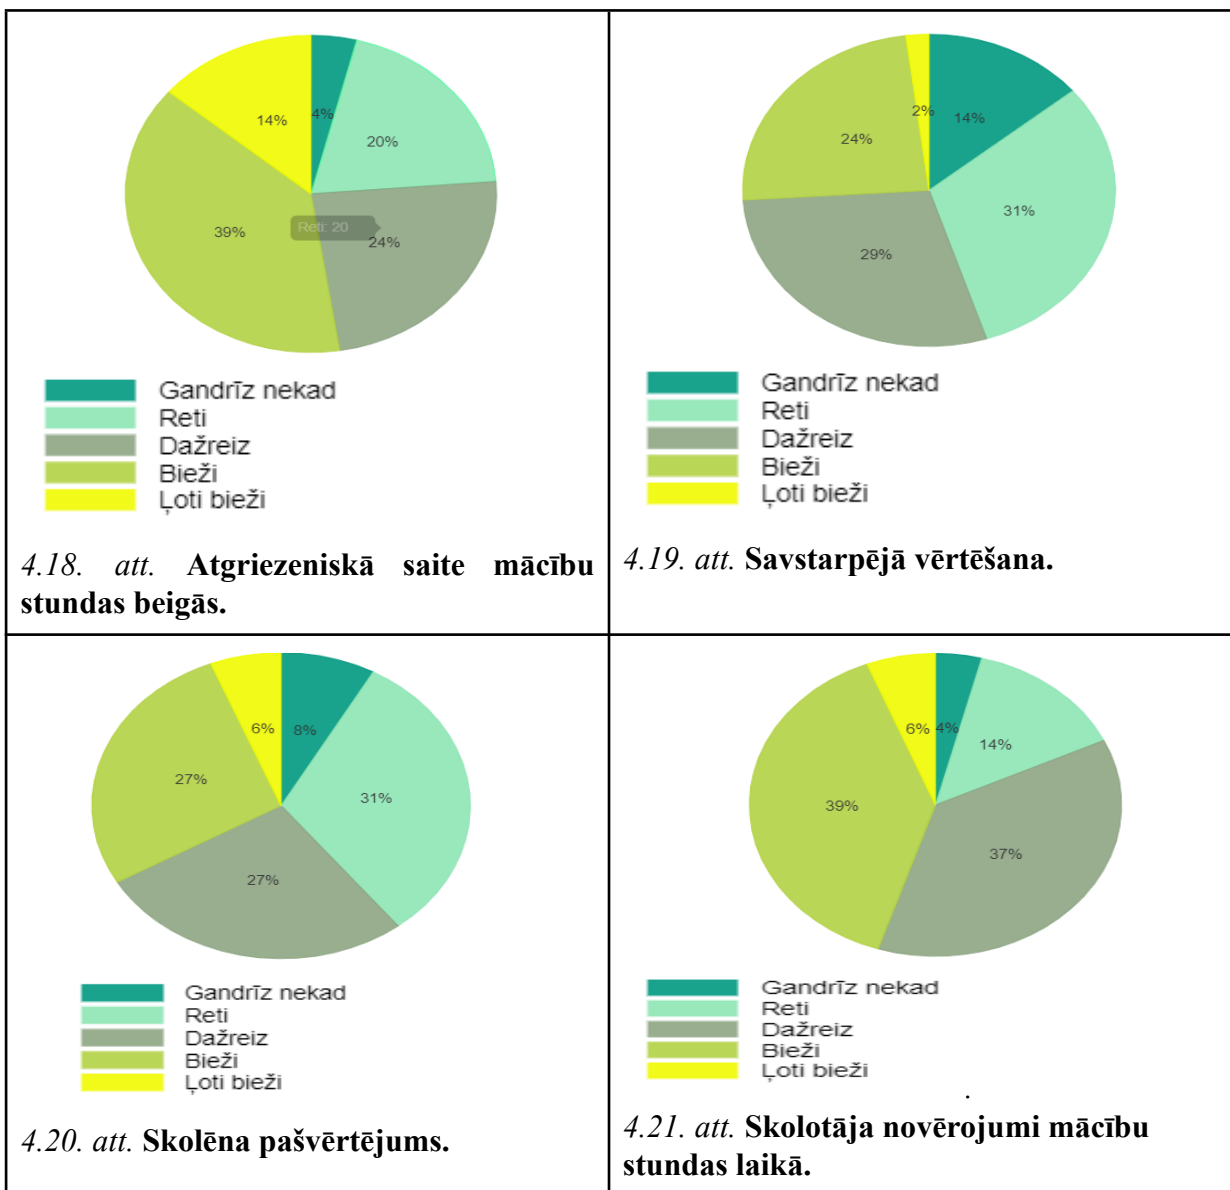 4%
20%
24%
39%
14%
Reti: 20
Gandrīz nekad
Reti
Dažreiz
Bieži
Ļoti bieži
4.18. att. Atgriezeniskā saite mācību
stundas beigās.
14%
31%
29%
24%
2%
Gandrīz nekad
Reti
Dažreiz
Bieži
Ļoti bieži
4.19. att. Savstarpējā vērtēšana.
8%
31%
27%
27%
6%
Gandrīz nekad
Reti
Dažreiz
Bieži
Ļoti bieži
4.20. att. Skolēna pašvērtējums.
4%
14%
37%
39%
6%
Gandrīz nekad
Reti
Dažreiz
Bieži
Ļoti bieži
.
4.21. att. Skolotāja novērojumi mācību
stundas laikā.